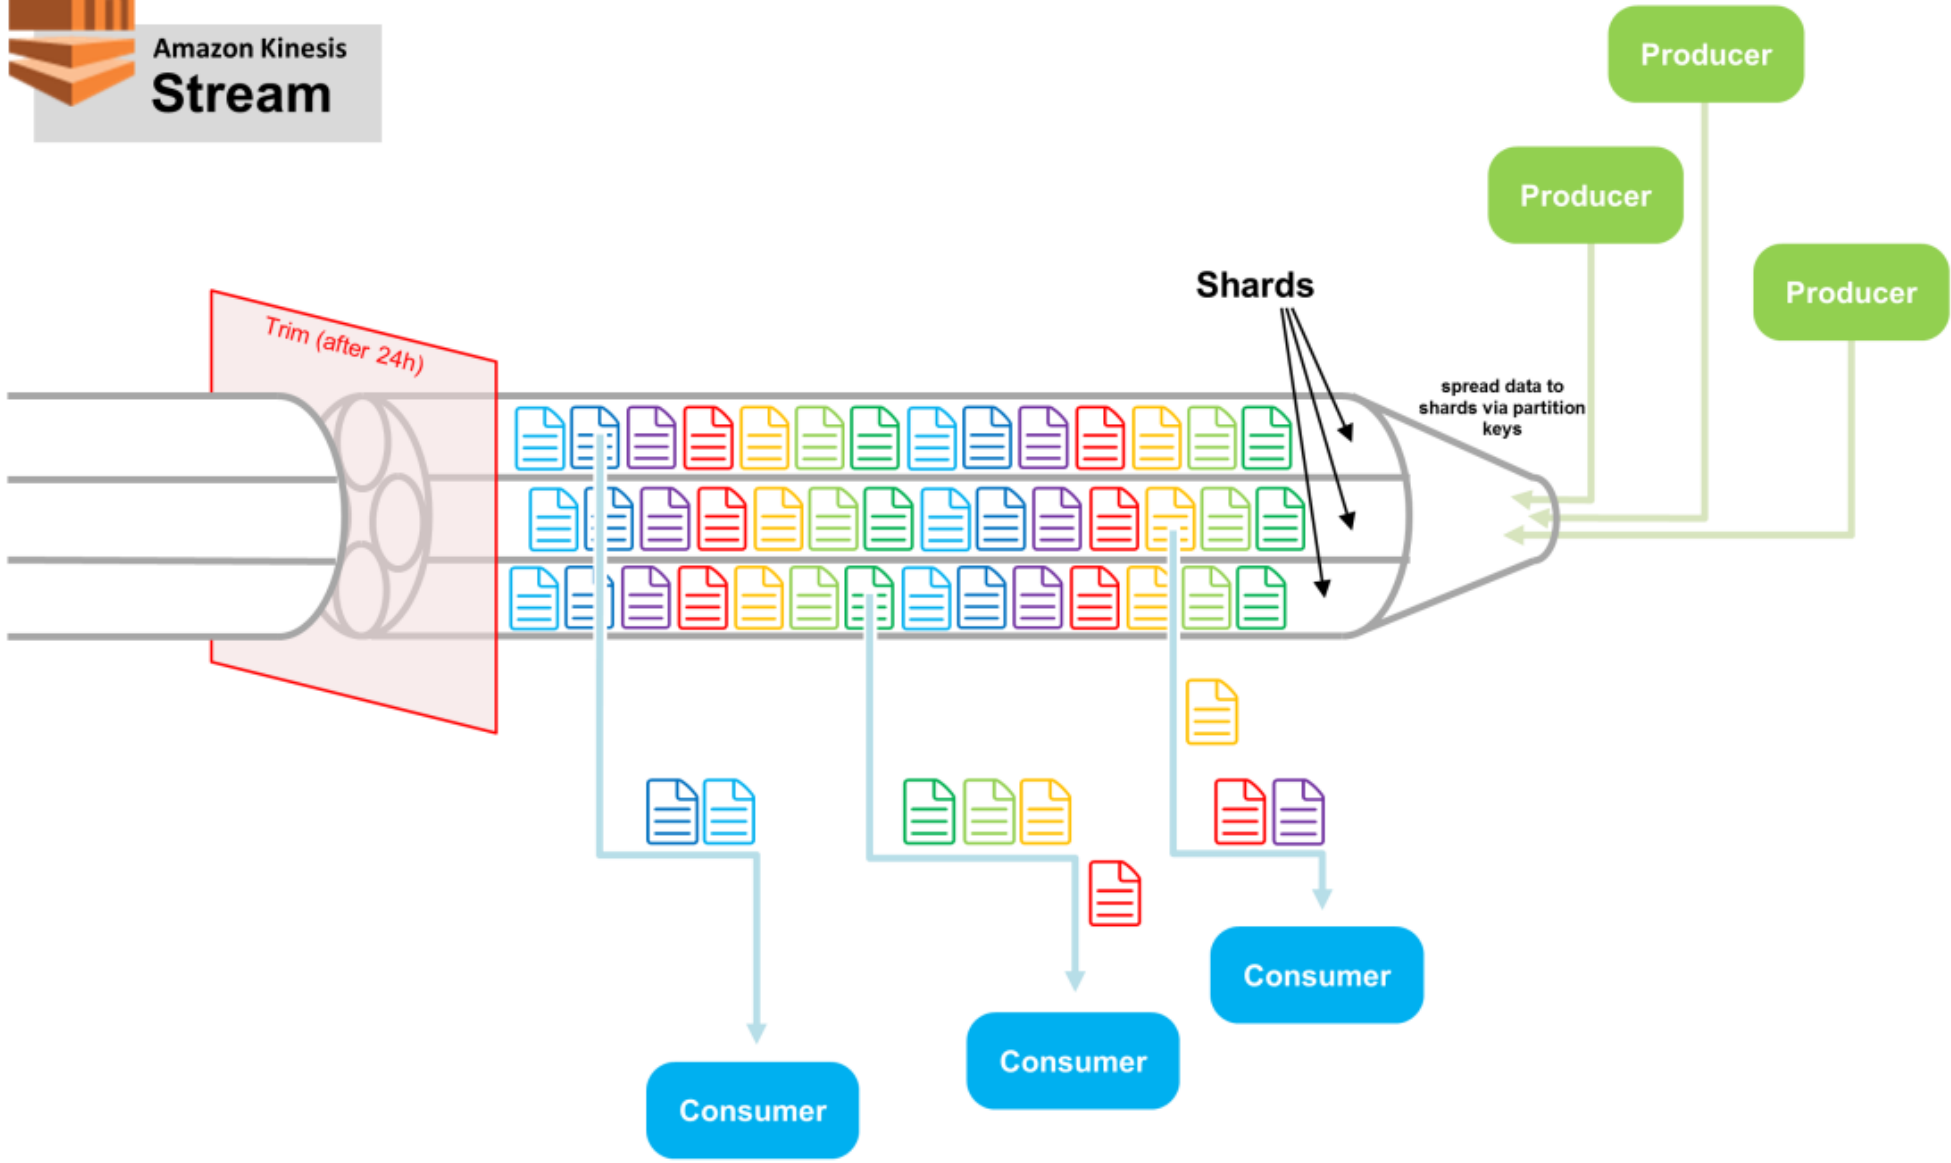 Amazon Kinesis
Stream
Producer
Producer
Producer
Shards
Trim (after 24h)
spread data to
shards via partition
keys
Consumer
Consumer
Consumer